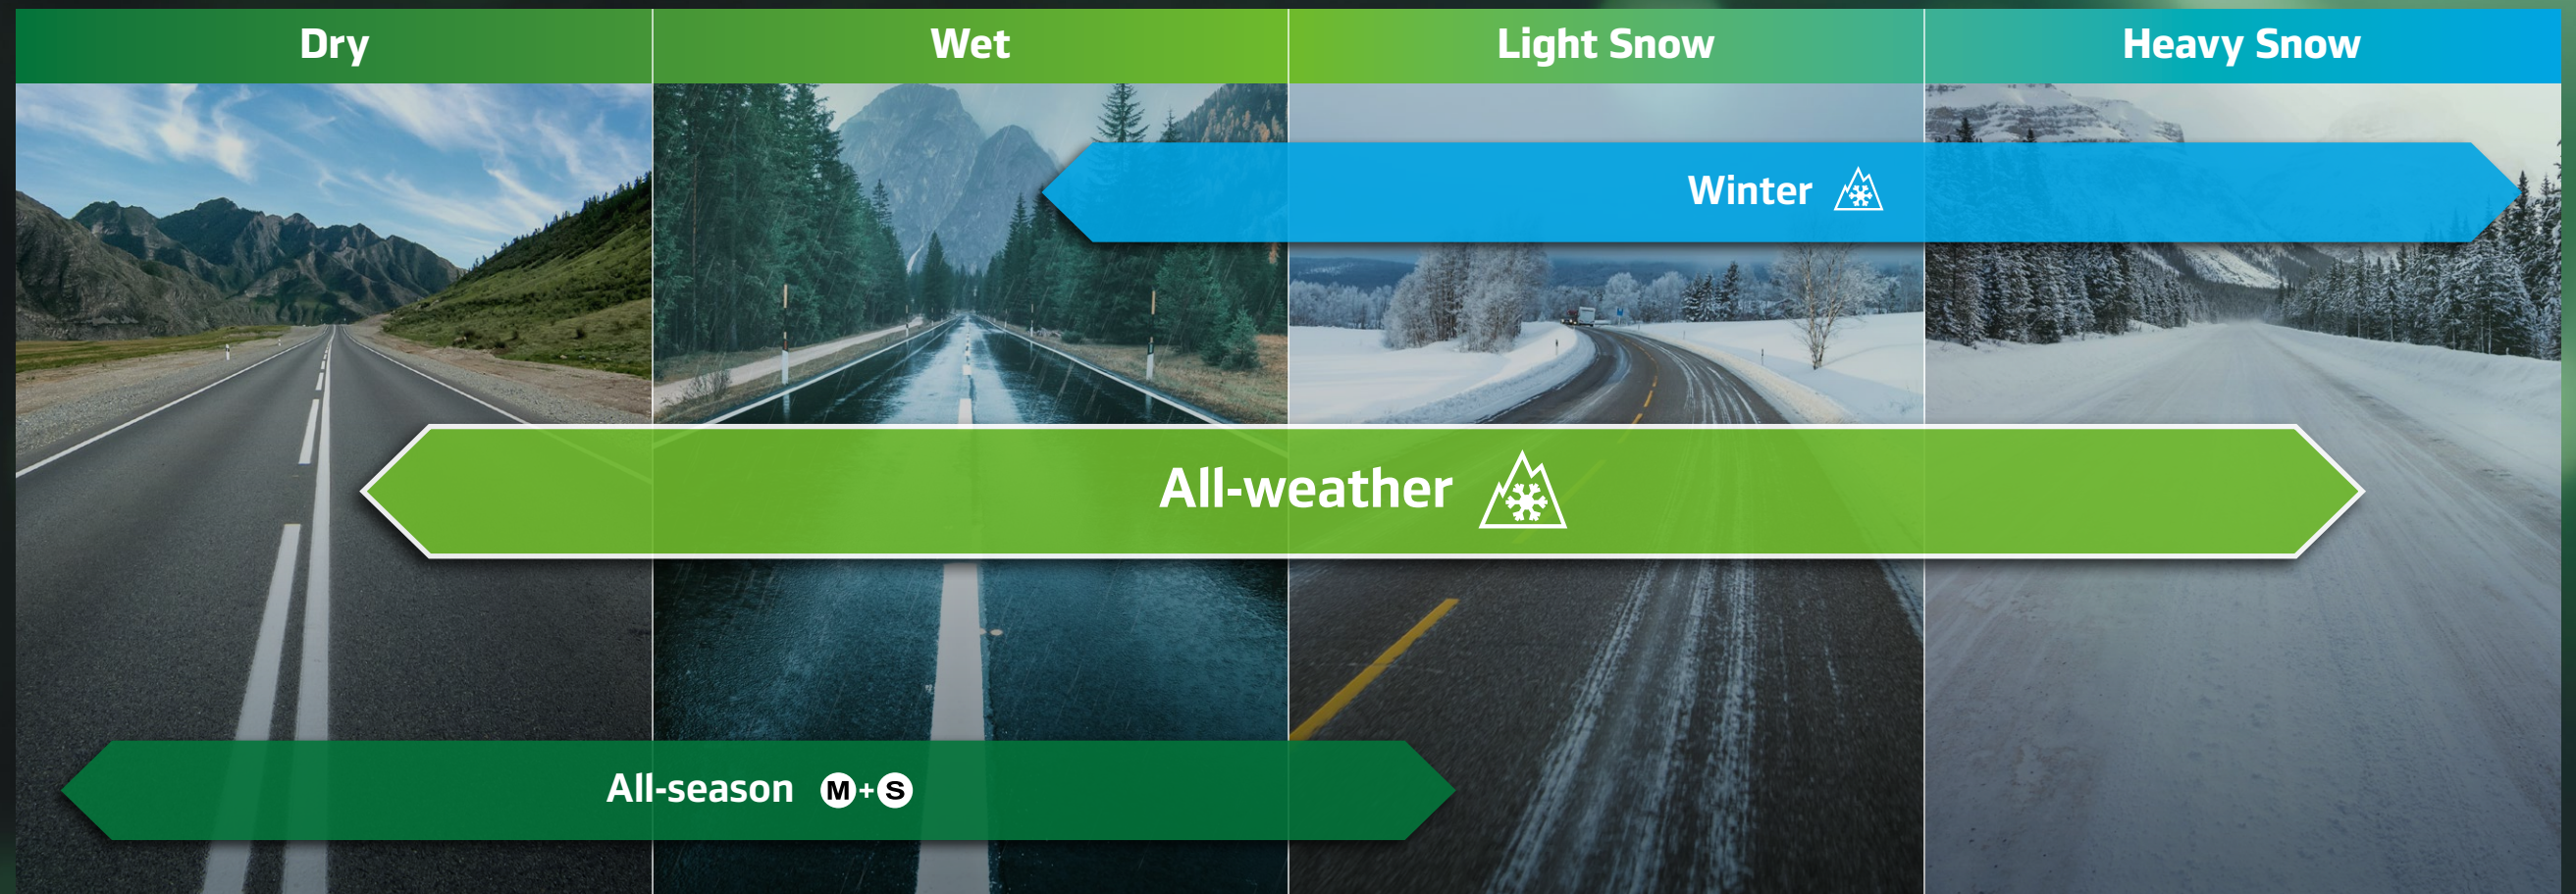 Dry
Wet
Light Snow
Heavy Snow
Winter
All-weather
All-season M+S